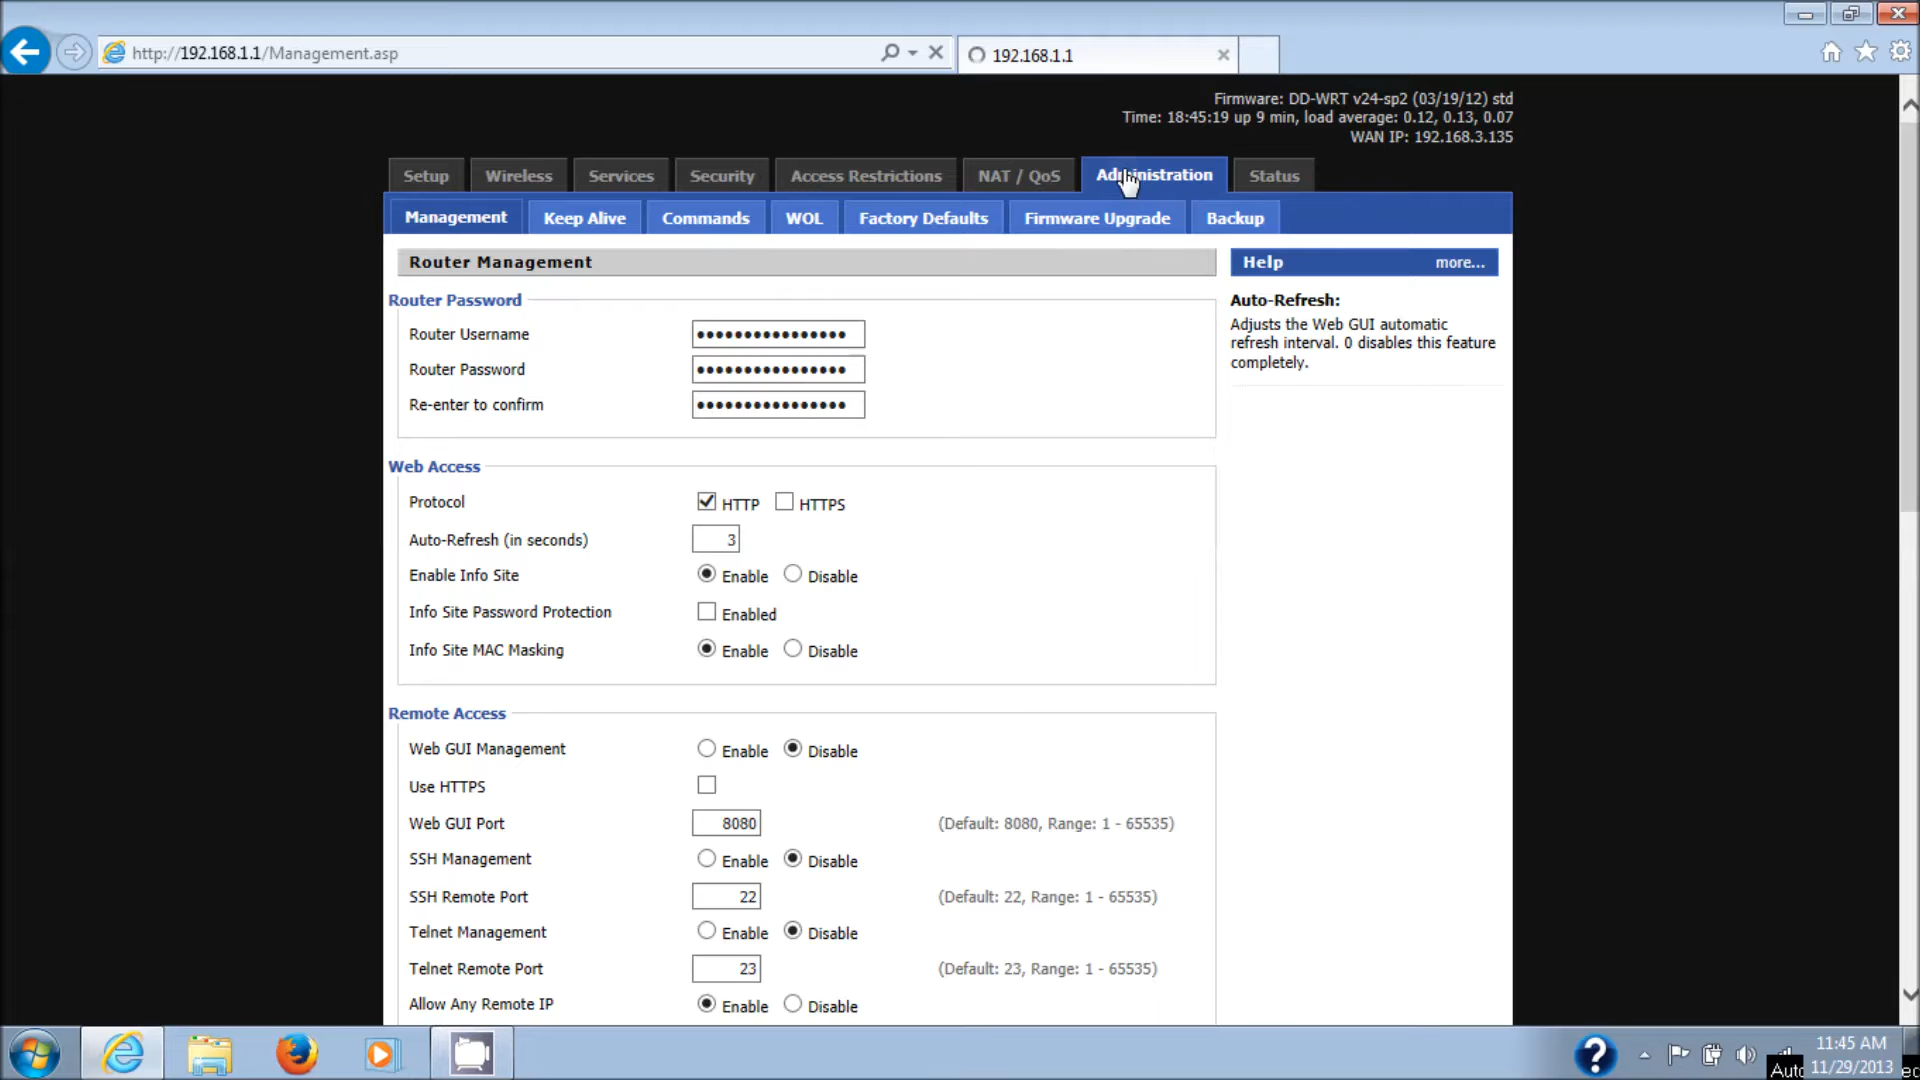 http://192.168.1.1/Management.asp
192.168.1.1
Firmware: DD-WRT v24-sp2 (03/19/12) std
Time: 18:45:19 up 9 min, load average: 0.12, 0.13, 0.07
WAN IP: 192.168.3.135
Setup Wireless Services Security Access Restrictions NAT / QoS Administration Status
Management Keep Alive Commands WOL Factory Defaults Firmware Upgrade Backup
Router Management
Router Password
Router Username ••••••••••••••••
Router Password ••••••••••••••••
Re-enter to confirm ••••••••••••••••
Web Access
Protocol HTTP HTTPS
Auto-Refresh (in seconds) 3
Enable Info Site Enable Disable
Info Site Password Protection Enabled
Info Site MAC Masking Enable Disable
Remote Access
Web GUI Management Enable Disable
Use HTTPS
Web GUI Port 8080 (Default: 8080, Range: 1 - 65535)
SSH Management Enable Disable
SSH Remote Port 22 (Default: 22, Range: 1 - 65535)
Telnet Management Enable Disable
Telnet Remote Port 23 (Default: 23, Range: 1 - 65535)
Allow Any Remote IP Enable Disable
Help more...
Auto-Refresh:
Adjusts the Web GUI automatic
refresh interval. 0 disables this feature
completely.
11:45 AM
11/29/2013